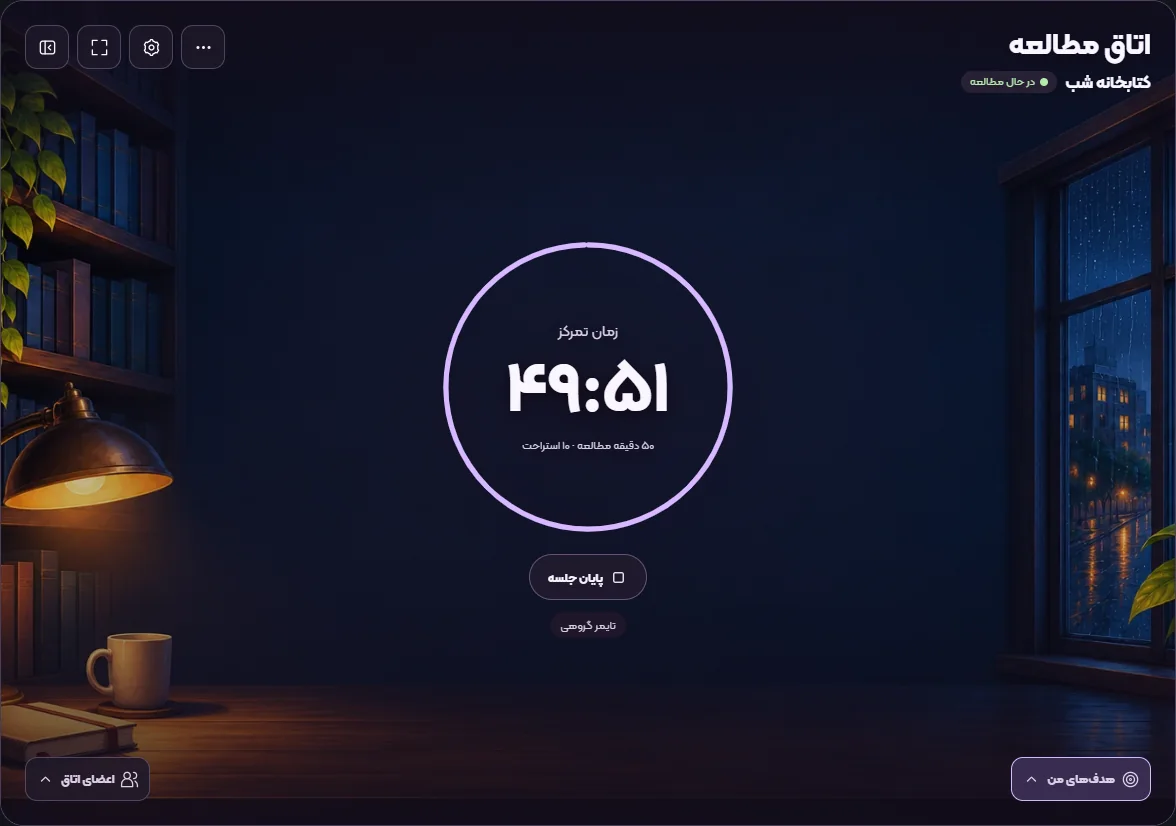 اتاق مطالعه
کتابخانه شب
در حال مطالعه
زمان تمرکز
۴۹:۵۱
۵۰ دقیقه مطالعه · ۱۰ استراحت
پایان جلسه
تایمر گروهی
هدف‌های من
اعضای اتاق